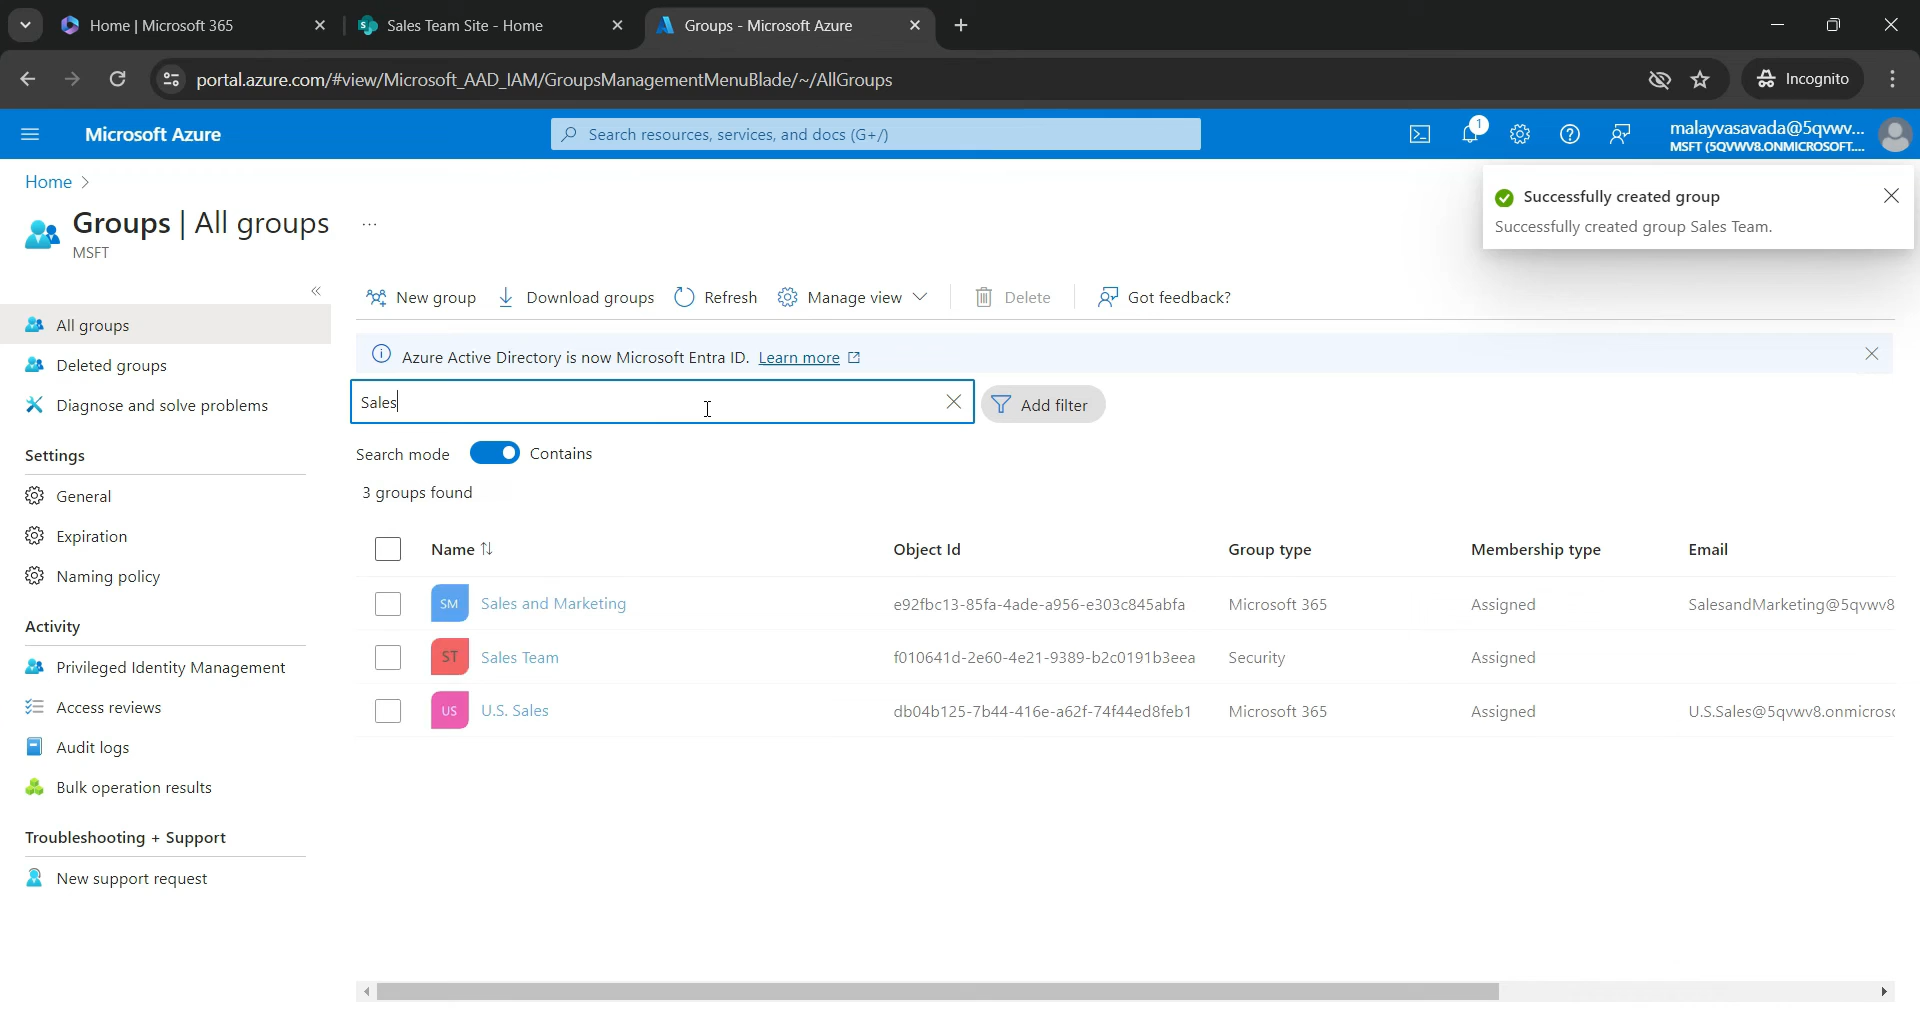 Home | Microsoft 365
Sales Team Site - Home
Groups - Microsoft Azure
portal.azure.com/#view/Microsoft_AAD_IAM/GroupsManagementMenuBlade/~/AllGroups
Incognito
Microsoft Azure
Search resources, services, and docs (G+/)
1
malayvasavada@5qvwv...
MSFT (5QVWV8.ONMICROSOFT....
Home
Groups | All groups
...
MSFT
Successfully created group
Successfully created group Sales Team.
New group
Download groups
Refresh
Manage view
Delete
Got feedback?
All groups
Deleted groups
Diagnose and solve problems
Settings
General
Expiration
Naming policy
Activity
Privileged Identity Management
Access reviews
Audit logs
Bulk operation results
Troubleshooting + Support
New support request
Azure Active Directory is now Microsoft Entra ID. Learn more
Sales
Add filter
Search mode
Contains
3 groups found
Name Object Id Group type Membership type Email
SM Sales and Marketing e92fbc13-85fa-4ade-a956-e303c845abfa Microsoft 365 Assigned SalesandMarketing@5qvwv8
ST Sales Team f010641d-2e60-4e21-9389-b2c0191b3eea Security Assigned
US U.S. Sales db04b125-7b44-416e-a62f-74f44ed8feb1 Microsoft 365 Assigned U.S.Sales@5qvwv8.onmicrosc